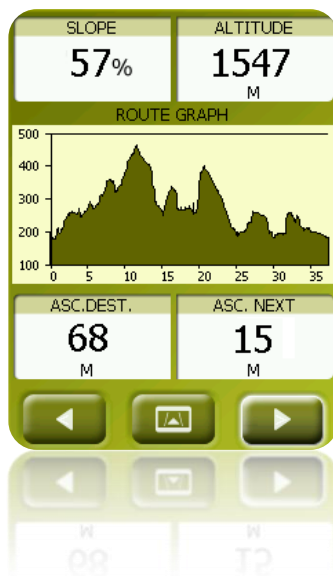 SLOPE ALTITUDE
57% 1547
M
ROUTE GRAPH
500
400
300
200
100
0 5 10 15 20 25 30 35
ASC.DEST. ASC. NEXT
68 15
M M